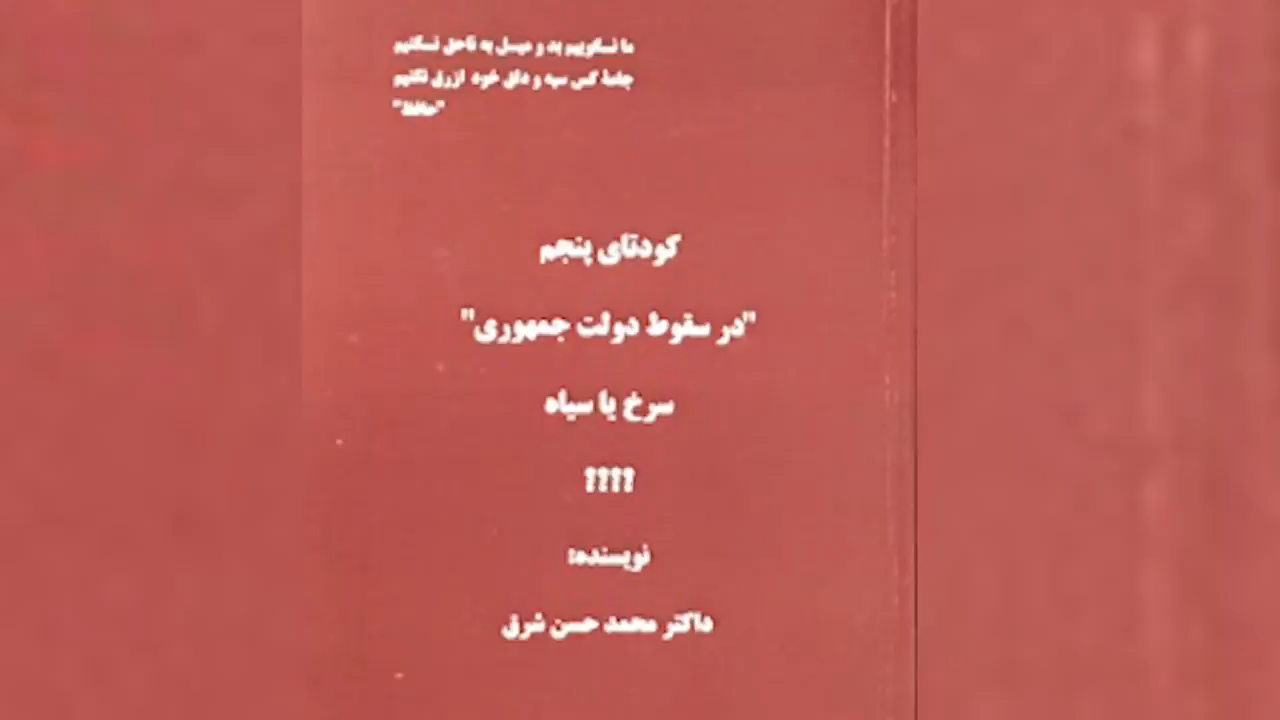 ما نگوییم بد و میل به ناحق نکنیم
جامهٔ کس سیه و دلق خود ازرق نکنیم
"حافظ"
کودتای پنجم
"در سقوط دولت جمهوری"
سرخ یا سیاه
؟؟؟؟
نویسنده:
داکتر محمد حسن شرق